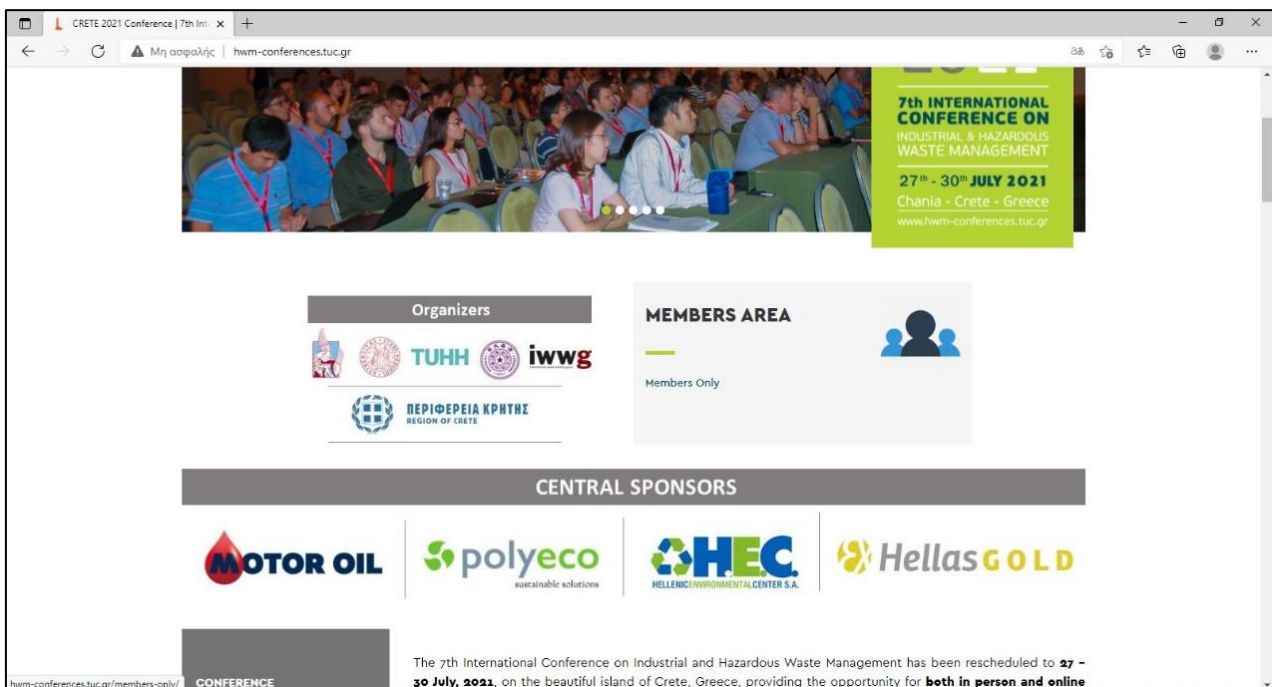 CRETE 2021 Conference | 7th Int
Μη ασφαλής | hwm-conferences.tuc.gr
7th INTERNATIONAL
CONFERENCE ON
INDUSTRIAL & HAZARDOUS
WASTE MANAGEMENT
27th - 30th JULY 2021
Chania - Crete - Greece
www.hwm-conferences.tuc.gr
Organizers
TUHH iwwg
ΠΕΡΙΦΕΡΕΙΑ ΚΡΗΤΗΣ
REGION OF CRETE
MEMBERS AREA
Members Only
CENTRAL SPONSORS
MOTOR OIL
polyeco
sustainable solutions
H.E.C.
HELLENIC ENVIRONMENTAL CENTER S.A.
Hellas GOLD
CONFERENCE
The 7th International Conference on Industrial and Hazardous Waste Management has been rescheduled to 27 –
30 July, 2021, on the beautiful island of Crete, Greece, providing the opportunity for both in person and online
hwm-conferences.tuc.gr/members-only/